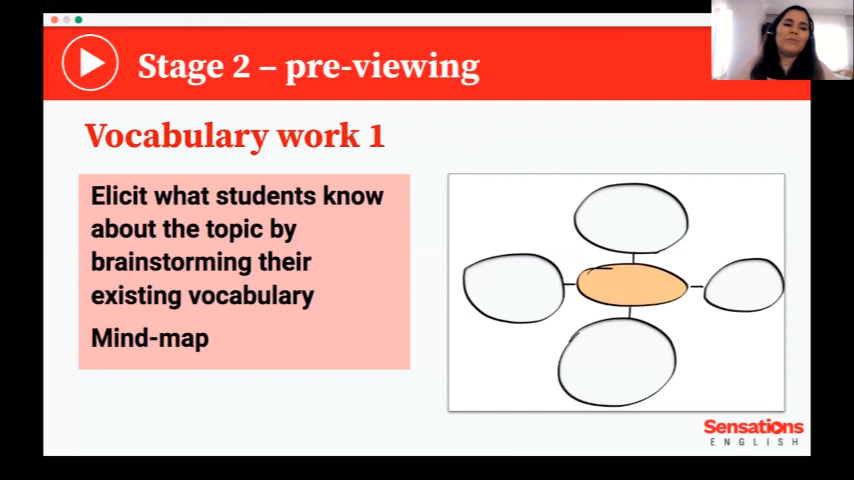 Stage 2 – pre-viewing
Vocabulary work 1
Elicit what students know
about the topic by
brainstorming their
existing vocabulary
Mind-map
Sensations
ENGLISH